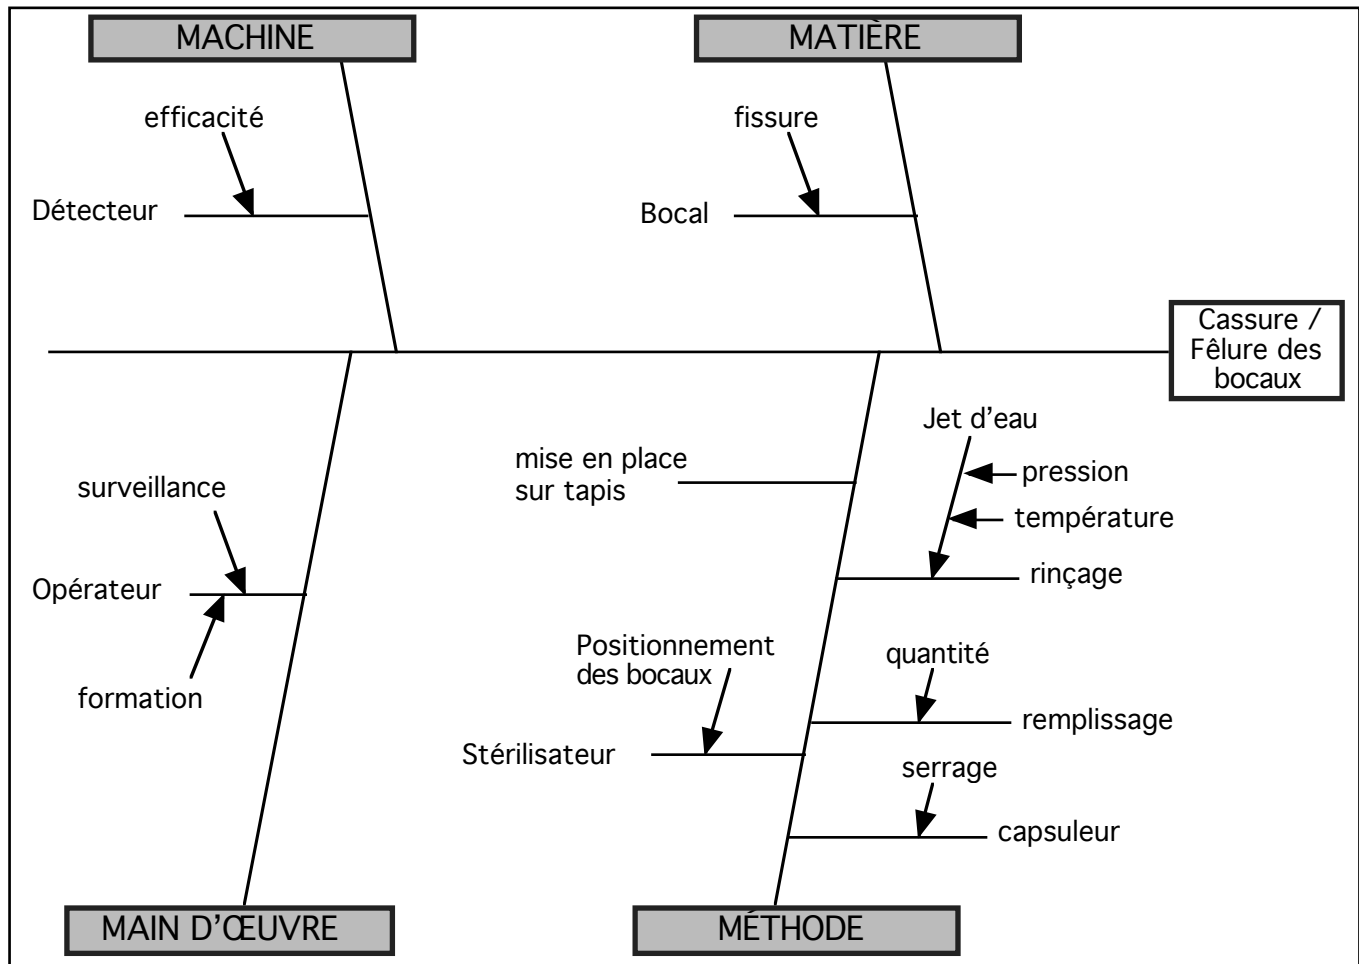 MACHINE
MATIÈRE
efficacité
fissure
Détecteur
Bocal
Cassure /
Fêlure des
bocaux
Jet d'eau
mise en place
sur tapis
pression
surveillance
température
rinçage
Opérateur
Positionnement
des bocaux
quantité
formation
remplissage
Stérilisateur
serrage
capsuleur
MAIN D'ŒUVRE
MÉTHODE